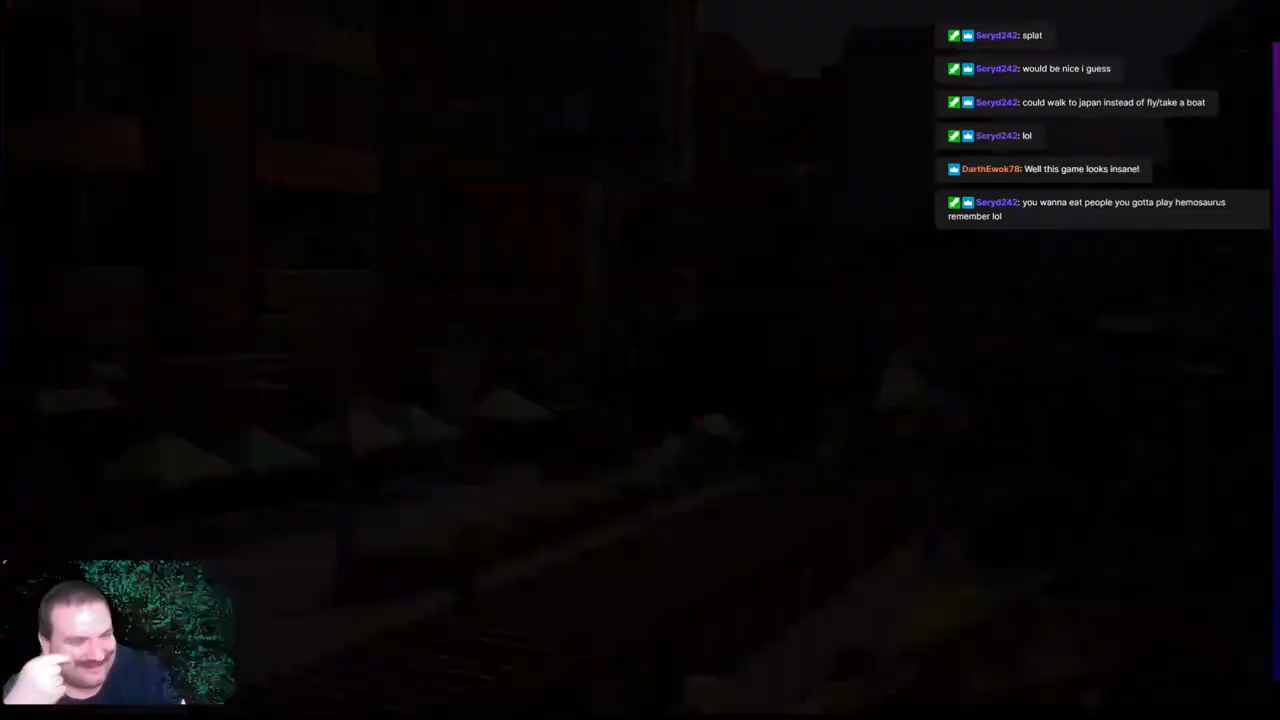 Seryd242: splat
Seryd242: would be nice i guess
Seryd242: could walk to japan instead of fly/take a boat
Seryd242: lol
DarthEwok78: Well this game looks insane!
Seryd242: you wanna eat people you gotta play hemosaurus
remember lol